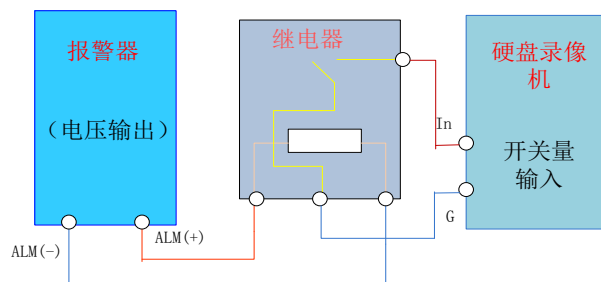 报警器
（电压输出）
ALM(-)
ALM(+)
继电器
硬盘录像
机
开关量
输入
In
G